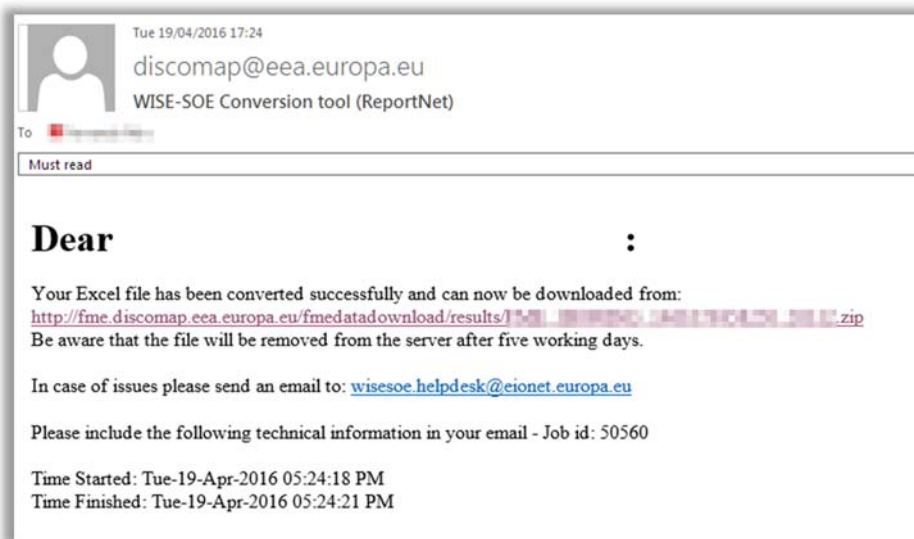 Tue 19/04/2016 17:24
discomap@eea.europa.eu
WISE-SOE Conversion tool (ReportNet)
To
Must read
Dear :
Your Excel file has been converted successfully and can now be downloaded from:
http://fme.discomap.eea.europa.eu/fmedatadownload/results/ .zip
Be aware that the file will be removed from the server after five working days.
In case of issues please send an email to: wisesoe.helpdesk@eionet.europa.eu
Please include the following technical information in your email - Job id: 50560
Time Started: Tue-19-Apr-2016 05:24:18 PM
Time Finished: Tue-19-Apr-2016 05:24:21 PM